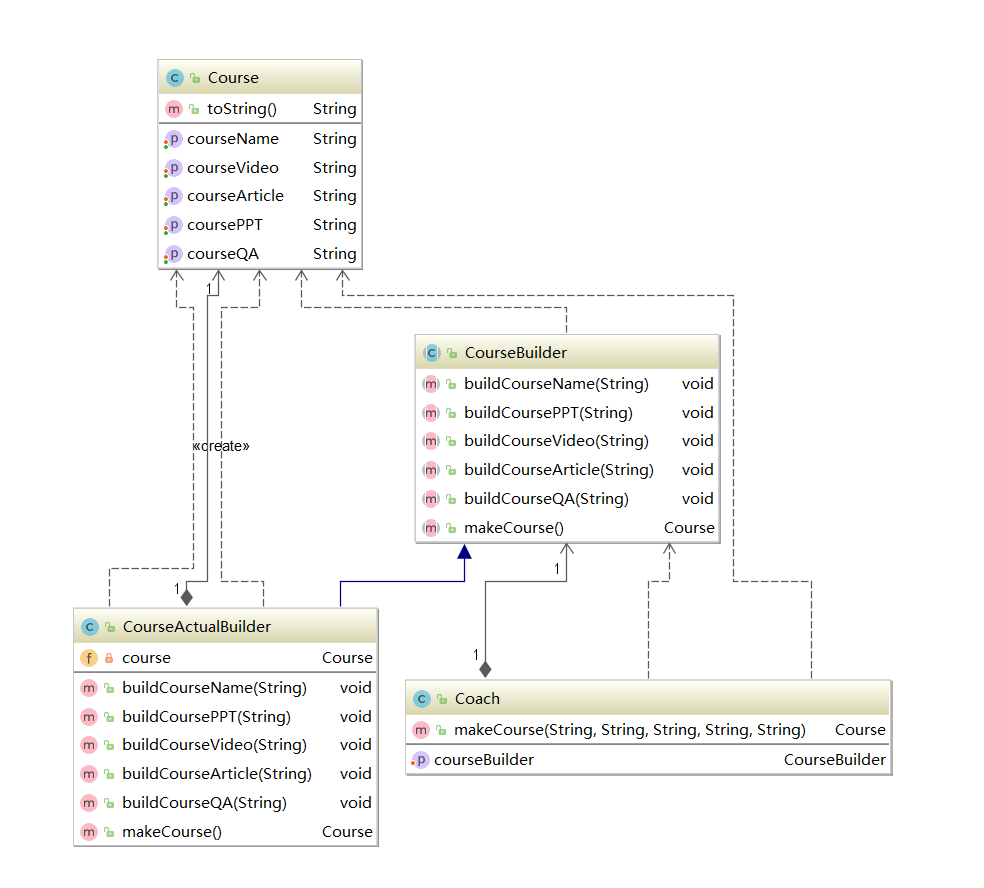 Course
toString() String
courseName String
courseVideo String
courseArticle String
coursePPT String
courseQA String
1
CourseBuilder
buildCourseName(String) void
buildCoursePPT(String) void
buildCourseVideo(String) void
buildCourseArticle(String) void
buildCourseQA(String) void
makeCourse() Course
«create»
1
1
1
CourseActualBuilder
course Course
buildCourseName(String) void
buildCoursePPT(String) void
buildCourseVideo(String) void
buildCourseArticle(String) void
buildCourseQA(String) void
makeCourse() Course
Coach
makeCourse(String, String, String, String, String) Course
courseBuilder CourseBuilder